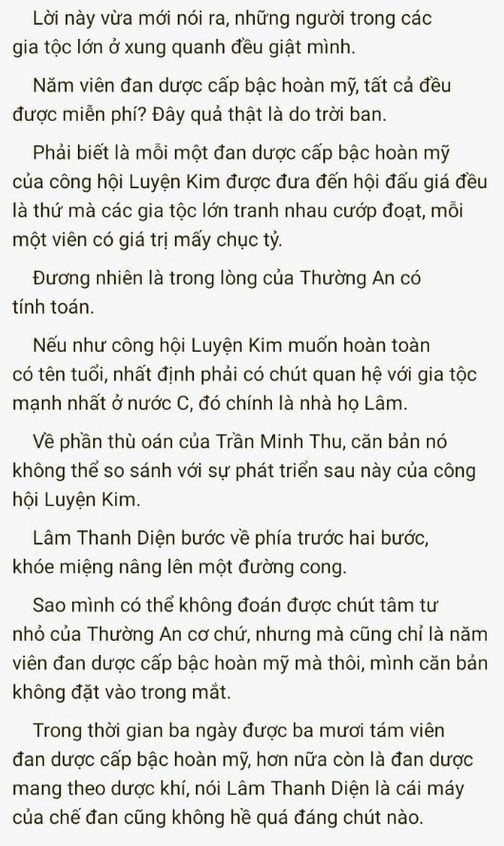 Lời này vừa mới nói ra, những người trong các
gia tộc lớn ở xung quanh đều giật mình.
Năm viên đan dược cấp bậc hoàn mỹ, tất cả đều
được miễn phí? Đây quả thật là do trời ban.
Phải biết là mỗi một đan dược cấp bậc hoàn mỹ
của công hội Luyện Kim được đưa đến hội đấu giá đều
là thứ mà các gia tộc lớn tranh nhau cướp đoạt, mỗi
một viên có giá trị mấy chục tỷ.
Đương nhiên là trong lòng của Thường An có
tính toán.
Nếu như công hội Luyện Kim muốn hoàn toàn
có tên tuổi, nhất định phải có chút quan hệ với gia tộc
mạnh nhất ở nước C, đó chính là nhà họ Lâm.
Về phần thù oán của Trần Minh Thu, căn bản nó
không thể so sánh với sự phát triển sau này của công
hội Luyện Kim.
Lâm Thanh Diện bước về phía trước hai bước,
khóe miệng nâng lên một đường cong.
Sao mình có thể không đoán được chút tâm tư
nhỏ của Thường An cơ chứ, nhưng mà cũng chỉ là năm
viên đan dược cấp bậc hoàn mỹ mà thôi, mình căn bản
không đặt vào trong mắt.
Trong thời gian ba ngày được ba mươi tám viên
đan dược cấp bậc hoàn mỹ, hơn nữa còn là đan dược
mang theo dược khí, nói Lâm Thanh Diện là cái máy
của chế đan cũng không hề quá đáng chút nào.